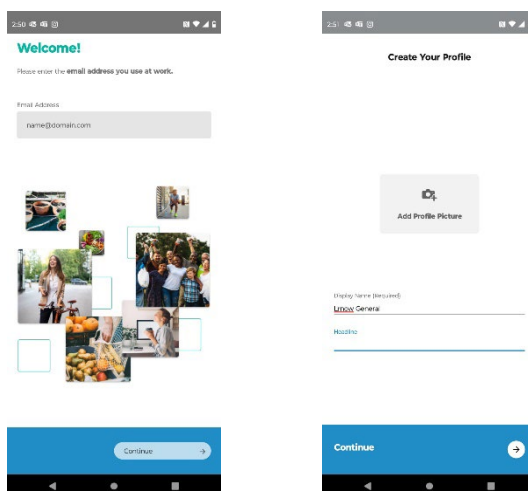 2:50
Welcome!
Please enter the email address you use at work.
Email Address
name@domain.com
Continue
2:51
Create Your Profile
Add Profile Picture
Display Name (Required)
Lmow General
Headline
Continue